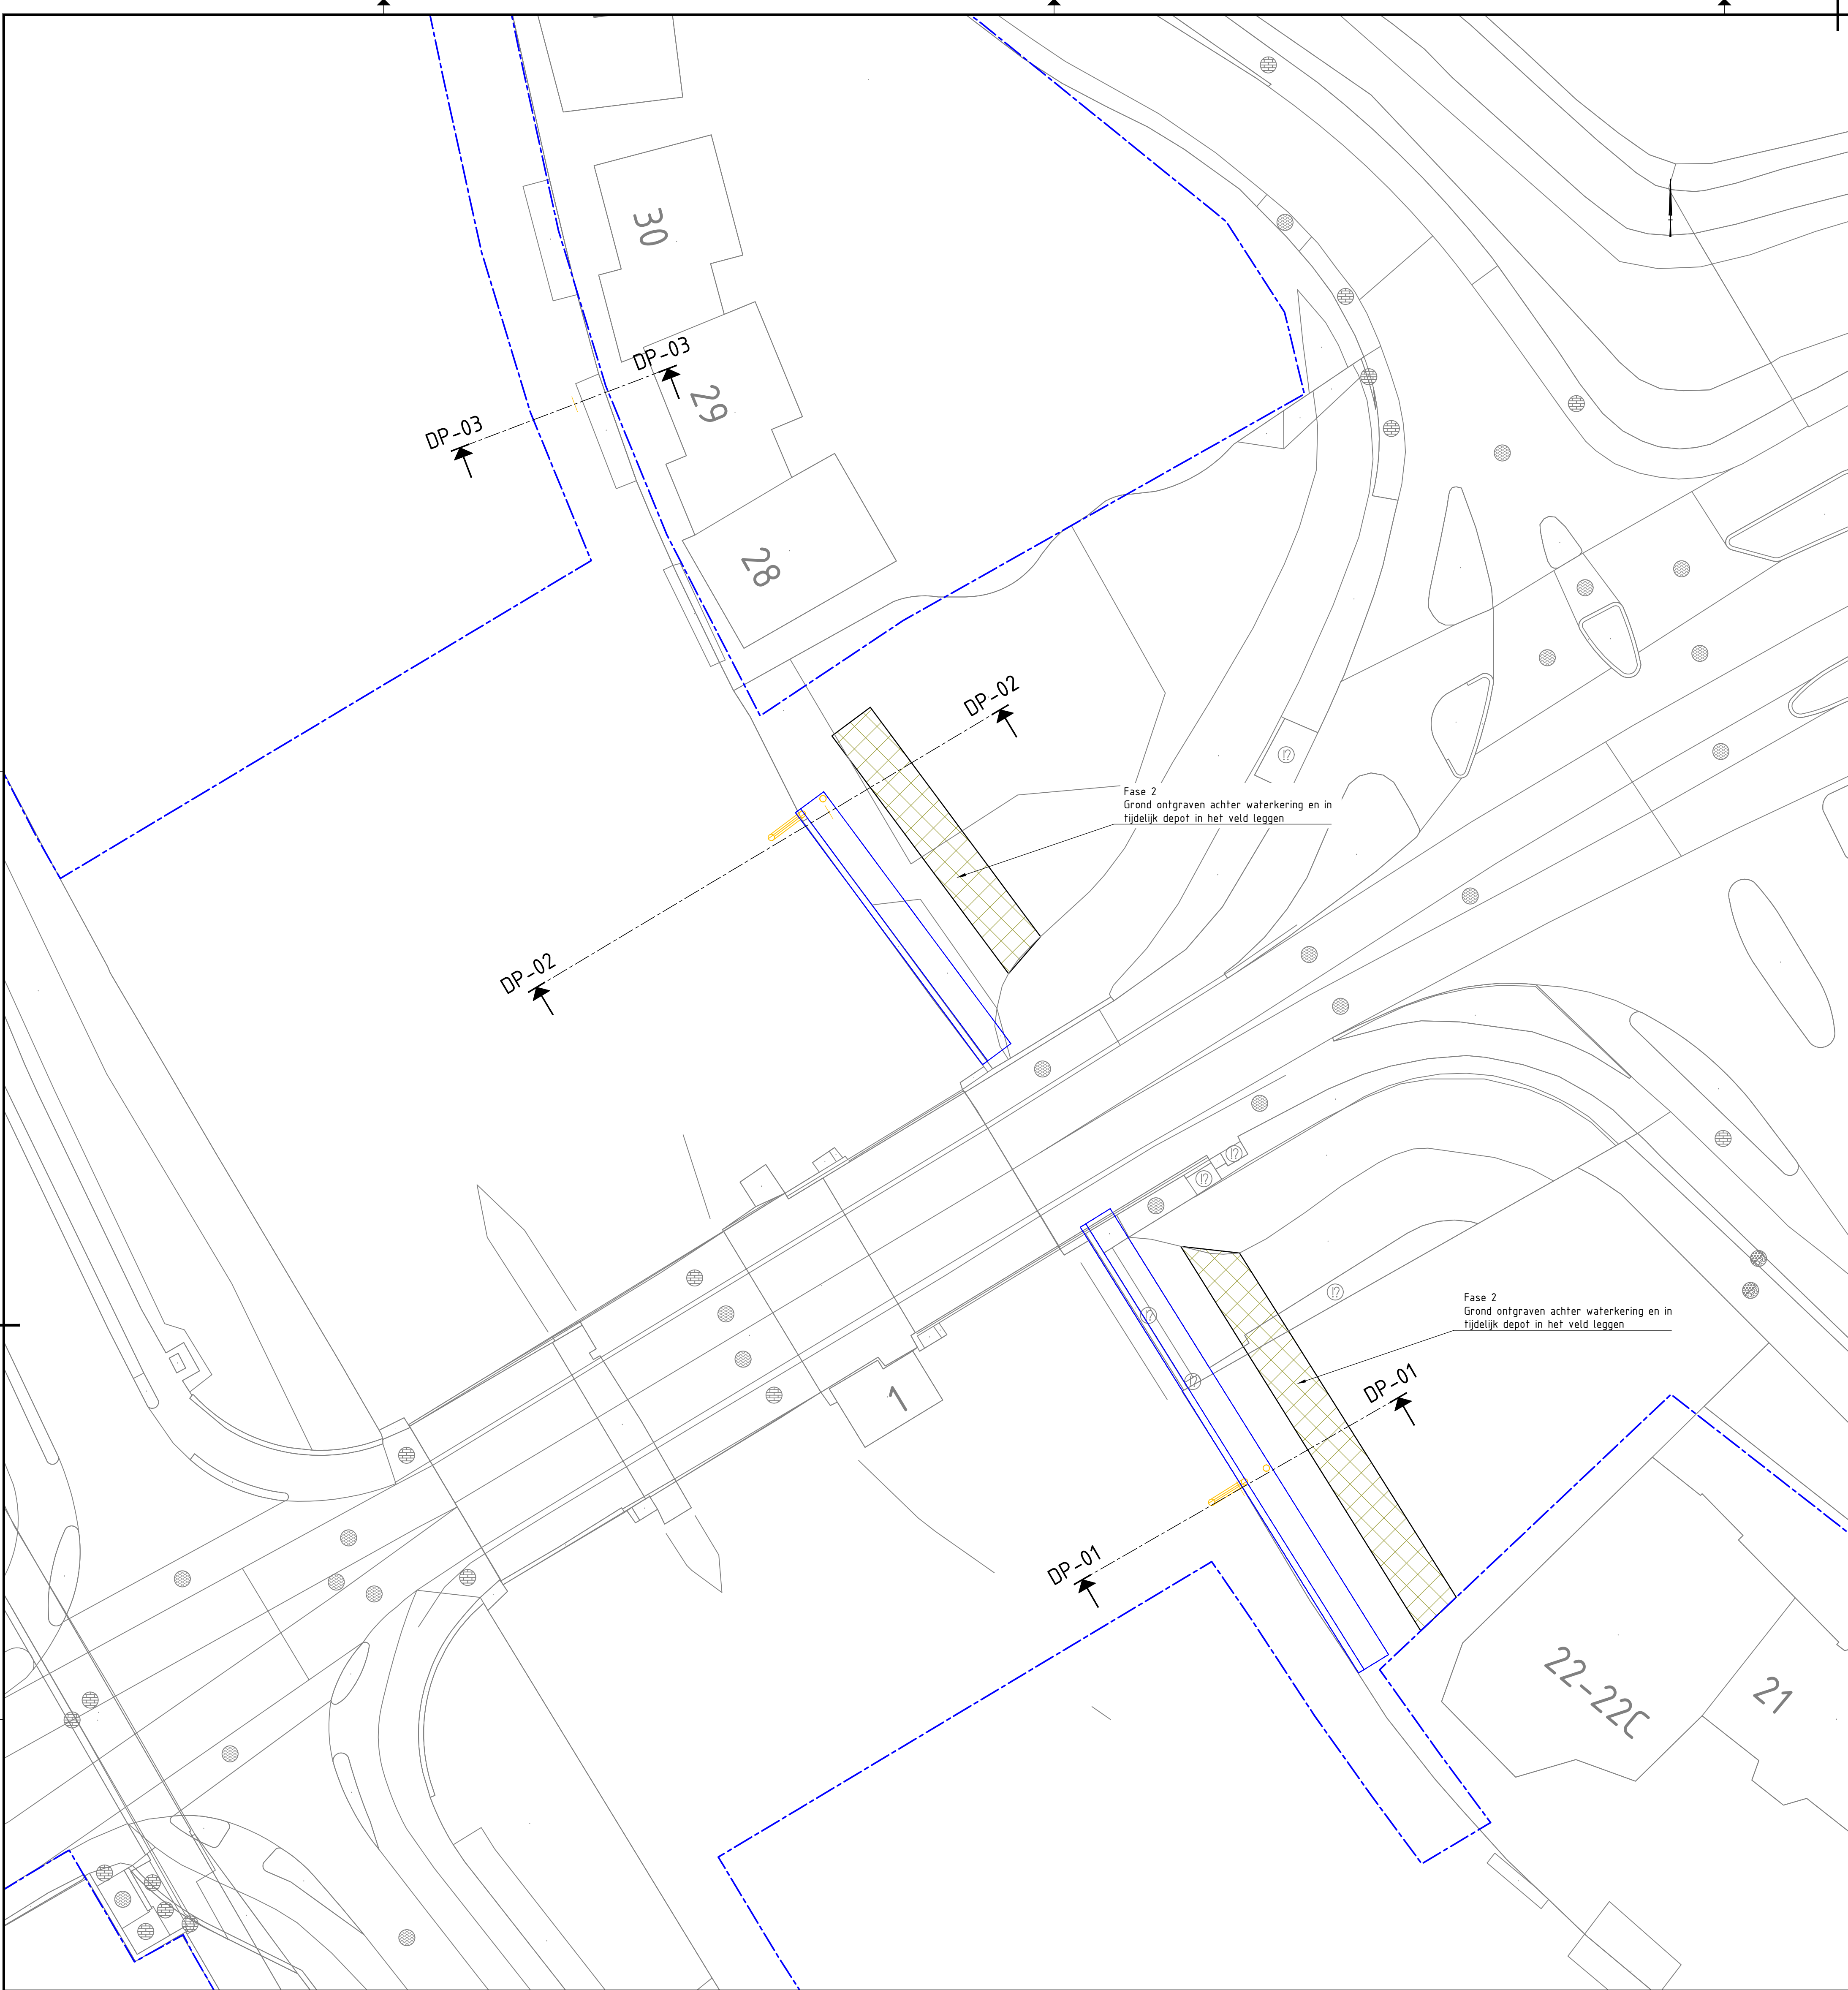 30
DP-03
29
DP-03
28
DP-02
Fase 2
Grond ontgraven achter waterkering en in
tijdelijk depot in het veld leggen
DP-02
Fase 2
Grond ontgraven achter waterkering en in
tijdelijk depot in het veld leggen
DP-01
1
DP-01
22-22C
21